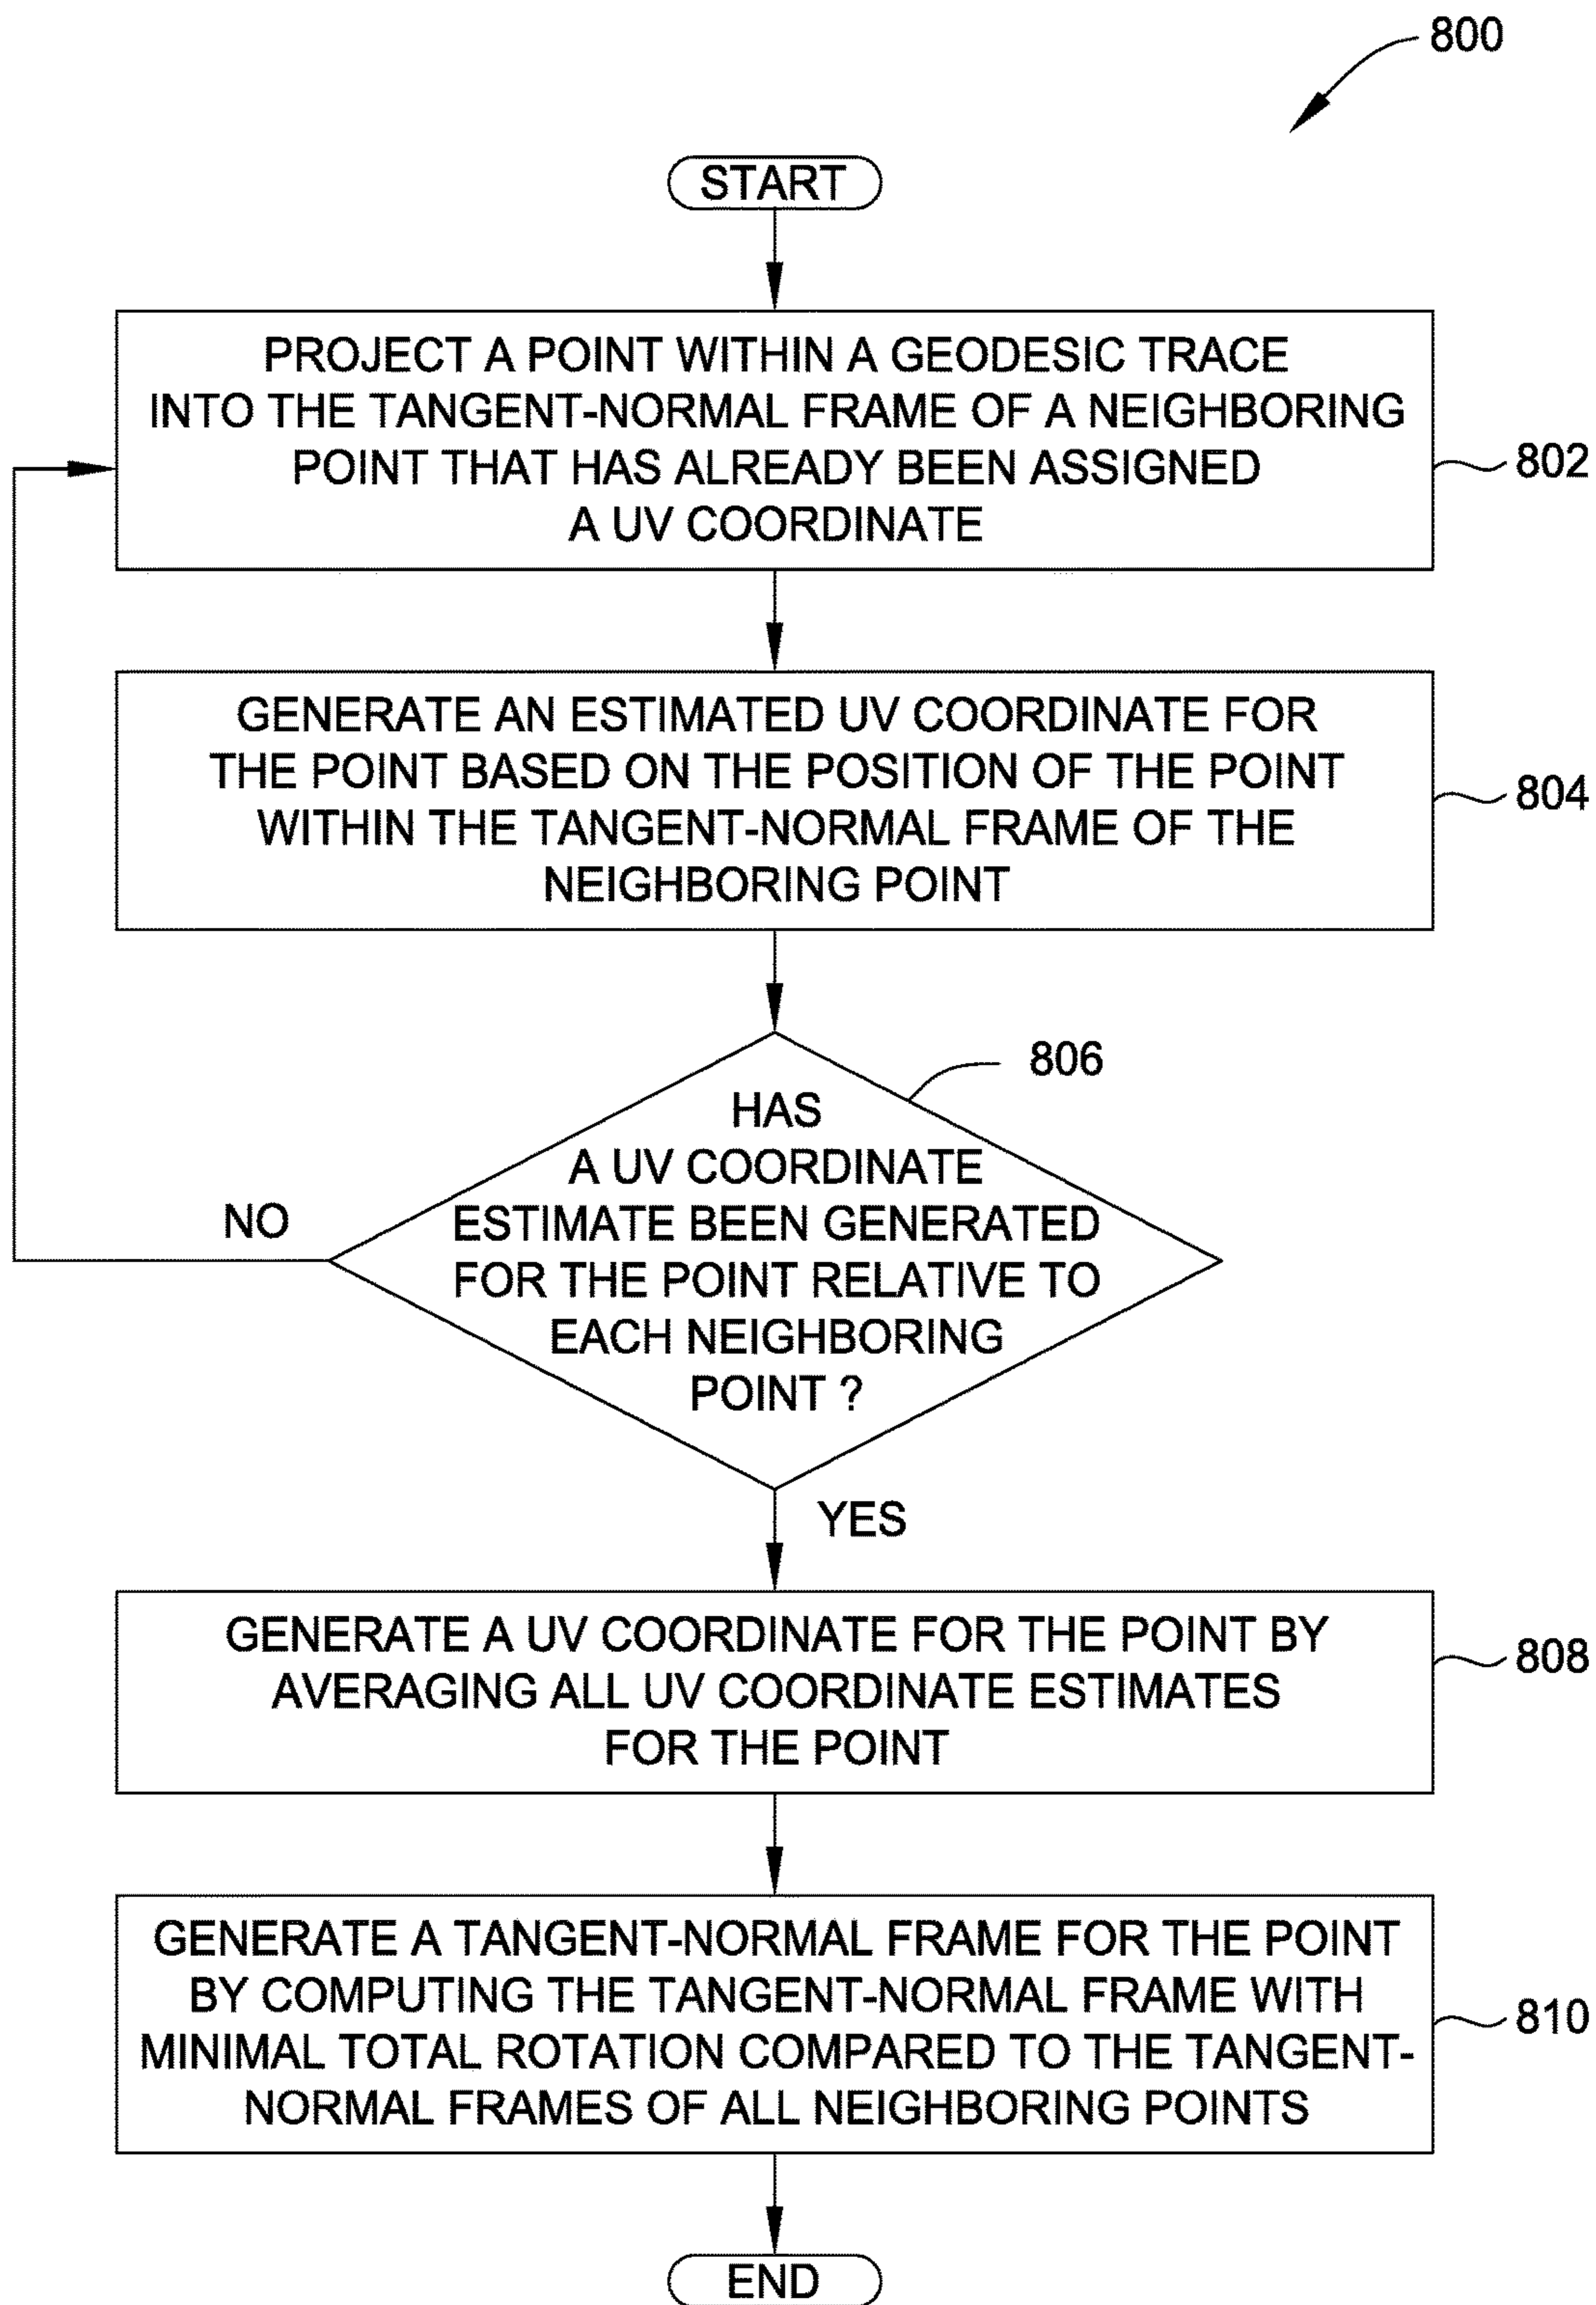 800
START
PROJECT A POINT WITHIN A GEODESIC TRACE
INTO THE TANGENT-NORMAL FRAME OF A NEIGHBORING
POINT THAT HAS ALREADY BEEN ASSIGNED
A UV COORDINATE
802
GENERATE AN ESTIMATED UV COORDINATE FOR
THE POINT BASED ON THE POSITION OF THE POINT
WITHIN THE TANGENT-NORMAL FRAME OF THE
NEIGHBORING POINT
804
806
HAS
A UV COORDINATE
ESTIMATE BEEN GENERATED
FOR THE POINT RELATIVE TO
EACH NEIGHBORING
POINT ?
NO
YES
GENERATE A UV COORDINATE FOR THE POINT BY
AVERAGING ALL UV COORDINATE ESTIMATES
FOR THE POINT
808
GENERATE A TANGENT-NORMAL FRAME FOR THE POINT
BY COMPUTING THE TANGENT-NORMAL FRAME WITH
MINIMAL TOTAL ROTATION COMPARED TO THE TANGENT-
NORMAL FRAMES OF ALL NEIGHBORING POINTS
810
END